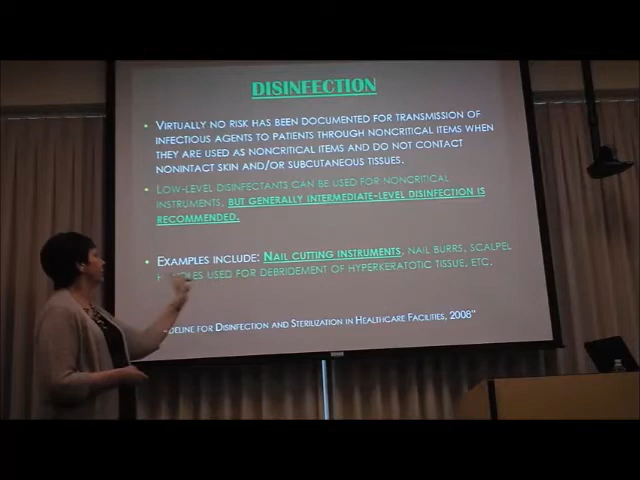 DISINFECTION
• VIRTUALLY NO RISK HAS BEEN DOCUMENTED FOR TRANSMISSION OF
INFECTIOUS AGENTS TO PATIENTS THROUGH NONCRITICAL ITEMS WHEN
THEY ARE USED AS NONCRITICAL ITEMS AND DO NOT CONTACT
NONINTACT SKIN AND/OR SUBCUTANEOUS TISSUES.
• LOW-LEVEL DISINFECTANTS CAN BE USED FOR NONCRITICAL
INSTRUMENTS, BUT GENERALLY INTERMEDIATE-LEVEL DISINFECTION IS
RECOMMENDED.
• EXAMPLES INCLUDE: NAIL CUTTING INSTRUMENTS, NAIL BURRS, SCALPEL
USED FOR DEBRIDEMENT OF HYPERKERATOTIC TISSUE, ETC.
FOR DISINFECTION AND STERILIZATION IN HEALTHCARE FACILITIES, 2008"